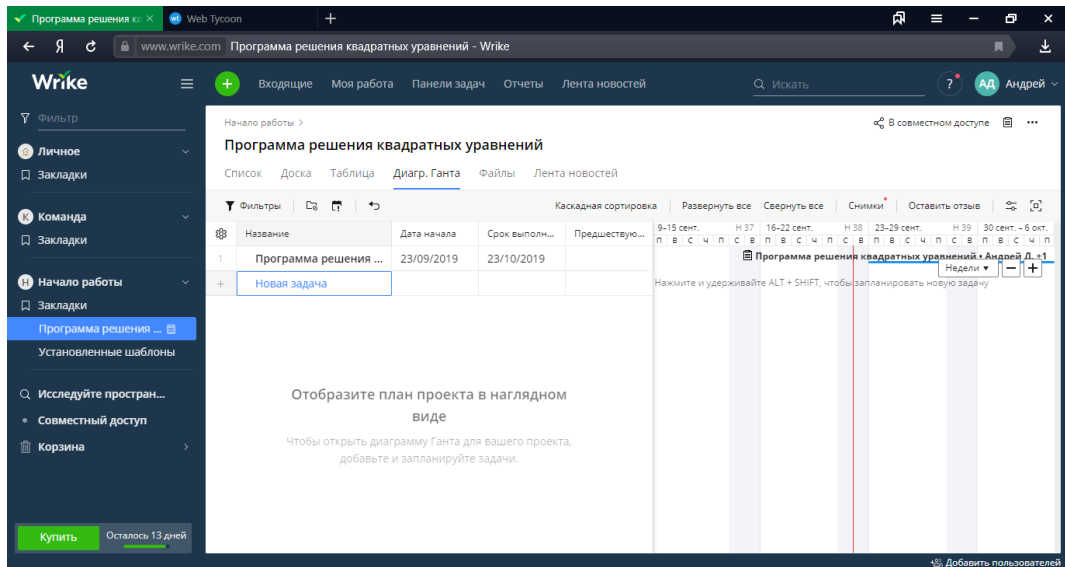 Программа решения кв
Web Tycoon
www.wrike.com Программа решения квадратных уравнений - Wrike
Wrike
Входящие Моя работа Панели задач Отчеты Лента новостей Искать ? АД Андрей
Фильтр
Личное
Закладки
К Команда
Закладки
Н Начало работы
Закладки
Программа решения ...
Установленные шаблоны
Исследуйте простран...
Совместный доступ
Корзина
Купить Осталось 13 дней
Начало работы >
В совместном доступе
Программа решения квадратных уравнений
Список Доска Таблица Диагр. Ганта Файлы Лента новостей
Фильтры Каскадная сортировка Развернуть все Свернуть все Снимки Оставить отзыв
Название Дата начала Срок выполн... Предшествую...
9–15 сент. Н 37 16–22 сент. Н 38 23–29 сент. Н 39 30 сент. – 6 окт.
П В С Ч П С В П В С Ч П С В П В С Ч П С В П В С Ч П
1 Программа решения ... 23/09/2019 23/10/2019
Программа решения квадратных уравнений • Андрей Д. +1
Недели
Новая задача
Нажмите и удерживайте ALT + SHIFT, чтобы запланировать новую задачу
Отобразите план проекта в наглядном
виде
Чтобы открыть диаграмму Ганта для вашего проекта,
добавьте и запланируйте задачи.
Добавить пользователей